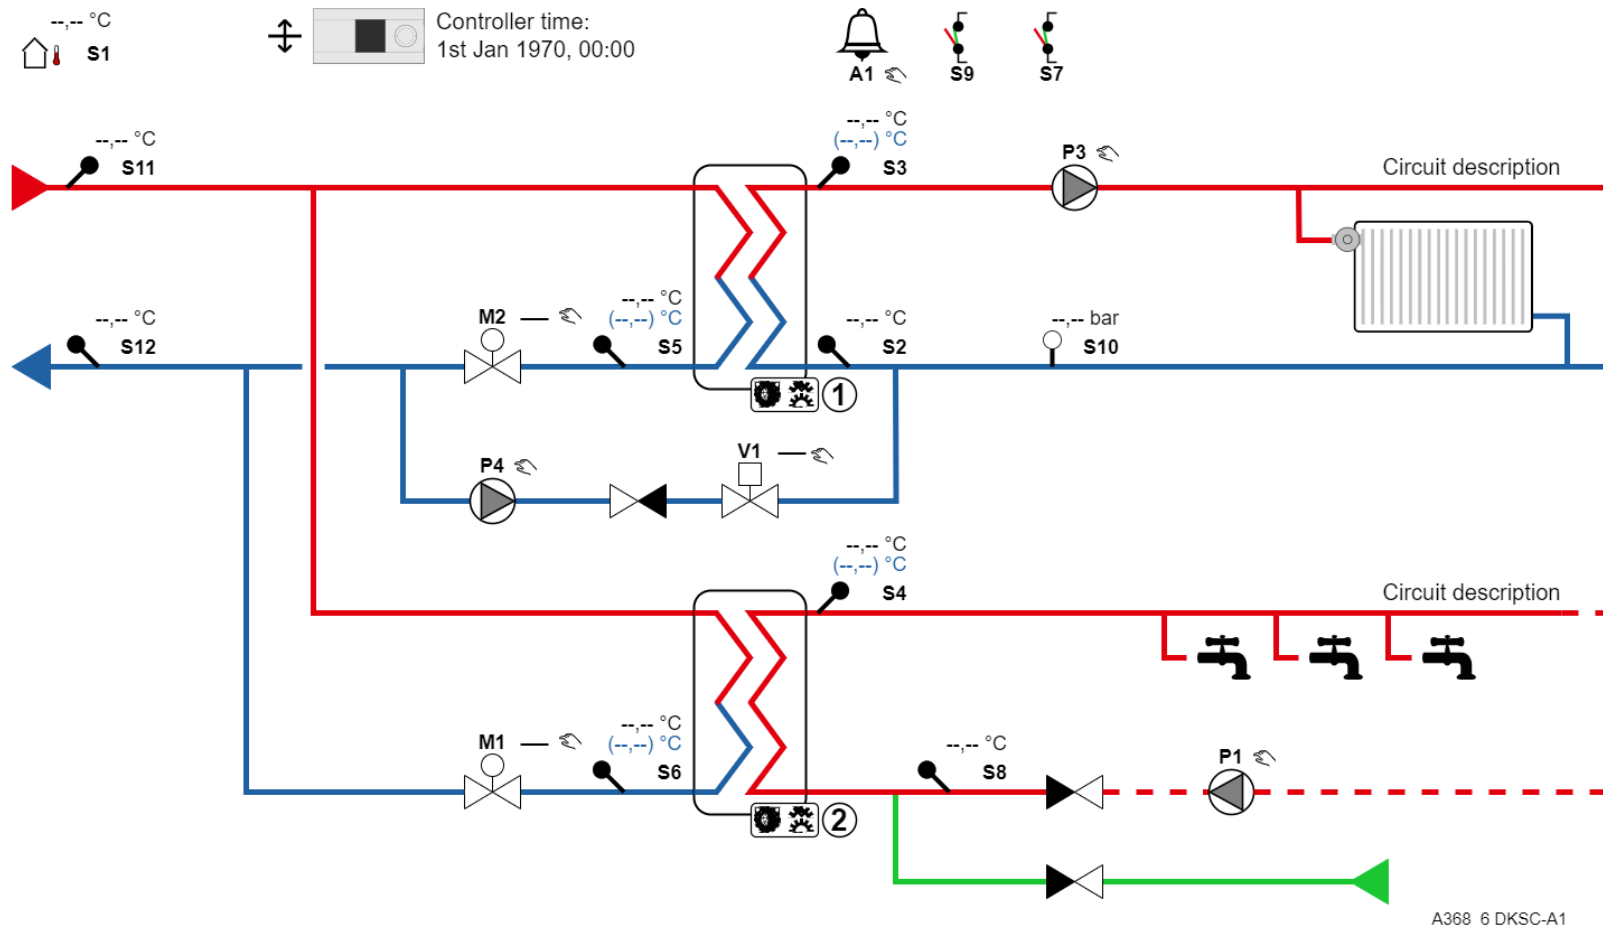 --,-- °C
S1
Controller time:
1st Jan 1970, 00:00
A1
S9
S7
--,-- °C
S11
--,-- °C
(--,--) °C
S3
P3
Circuit description
--,-- °C
S12
M2
--,-- °C
(--,--) °C
S5
--,-- °C
S2
--,-- bar
S10
1
P4
V1
--,-- °C
(--,--) °C
S4
Circuit description
M1
--,-- °C
(--,--) °C
S6
--,-- °C
S8
P1
2
A368 6 DKSC-A1